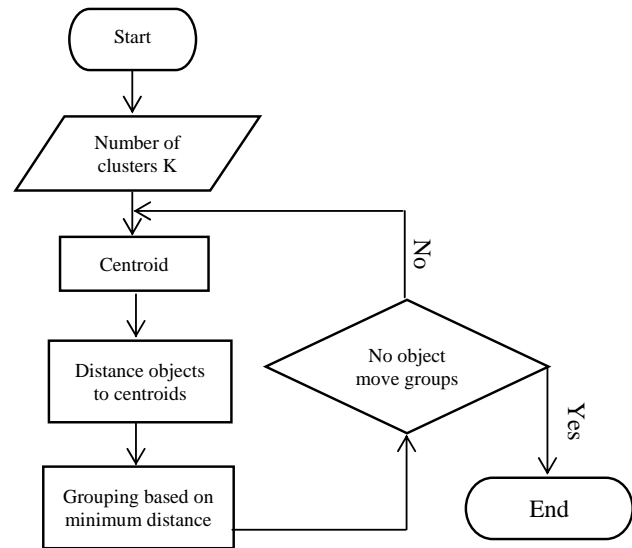 Start
Number of
clusters K
Centroid
Distance objects
to centroids
Grouping based on
minimum distance
No object
move groups
No
Yes
End